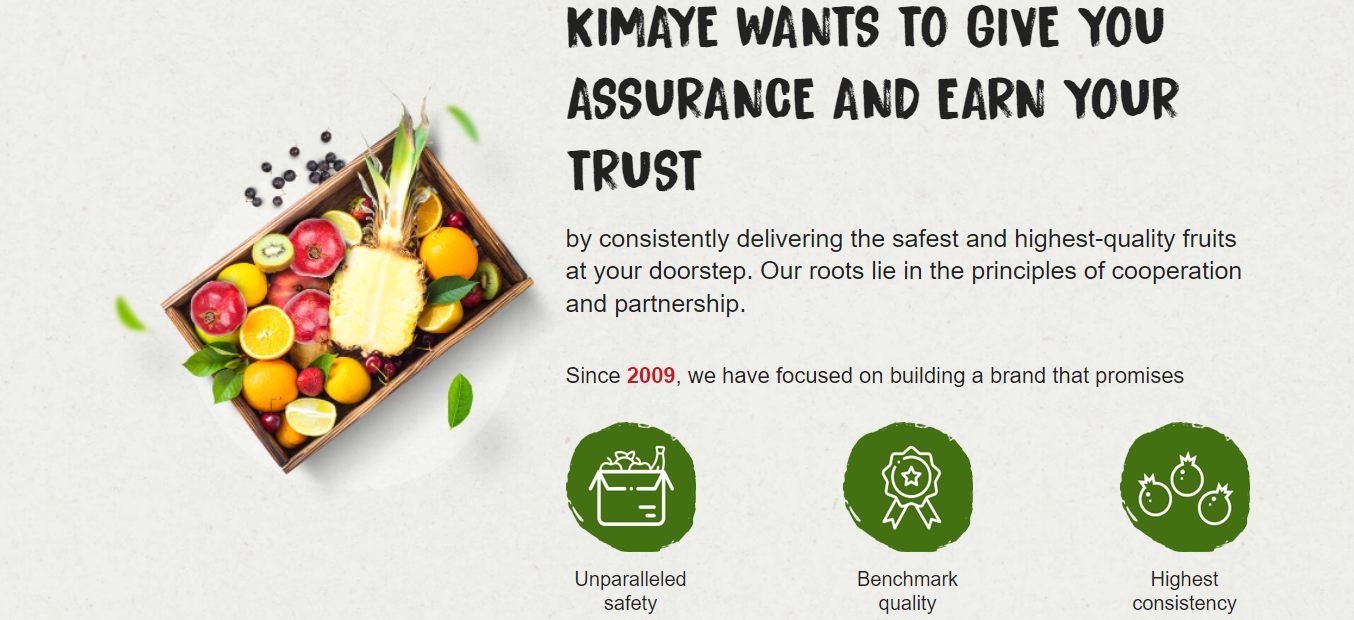 KIMAYE WANTS TO GIVE YOU
ASSURANCE AND EARN YOUR
TRUST
by consistently delivering the safest and highest-quality fruits
at your doorstep. Our roots lie in the principles of cooperation
and partnership.
Since 2009, we have focused on building a brand that promises
Unparalleled
safety
Benchmark
quality
Highest
consistency